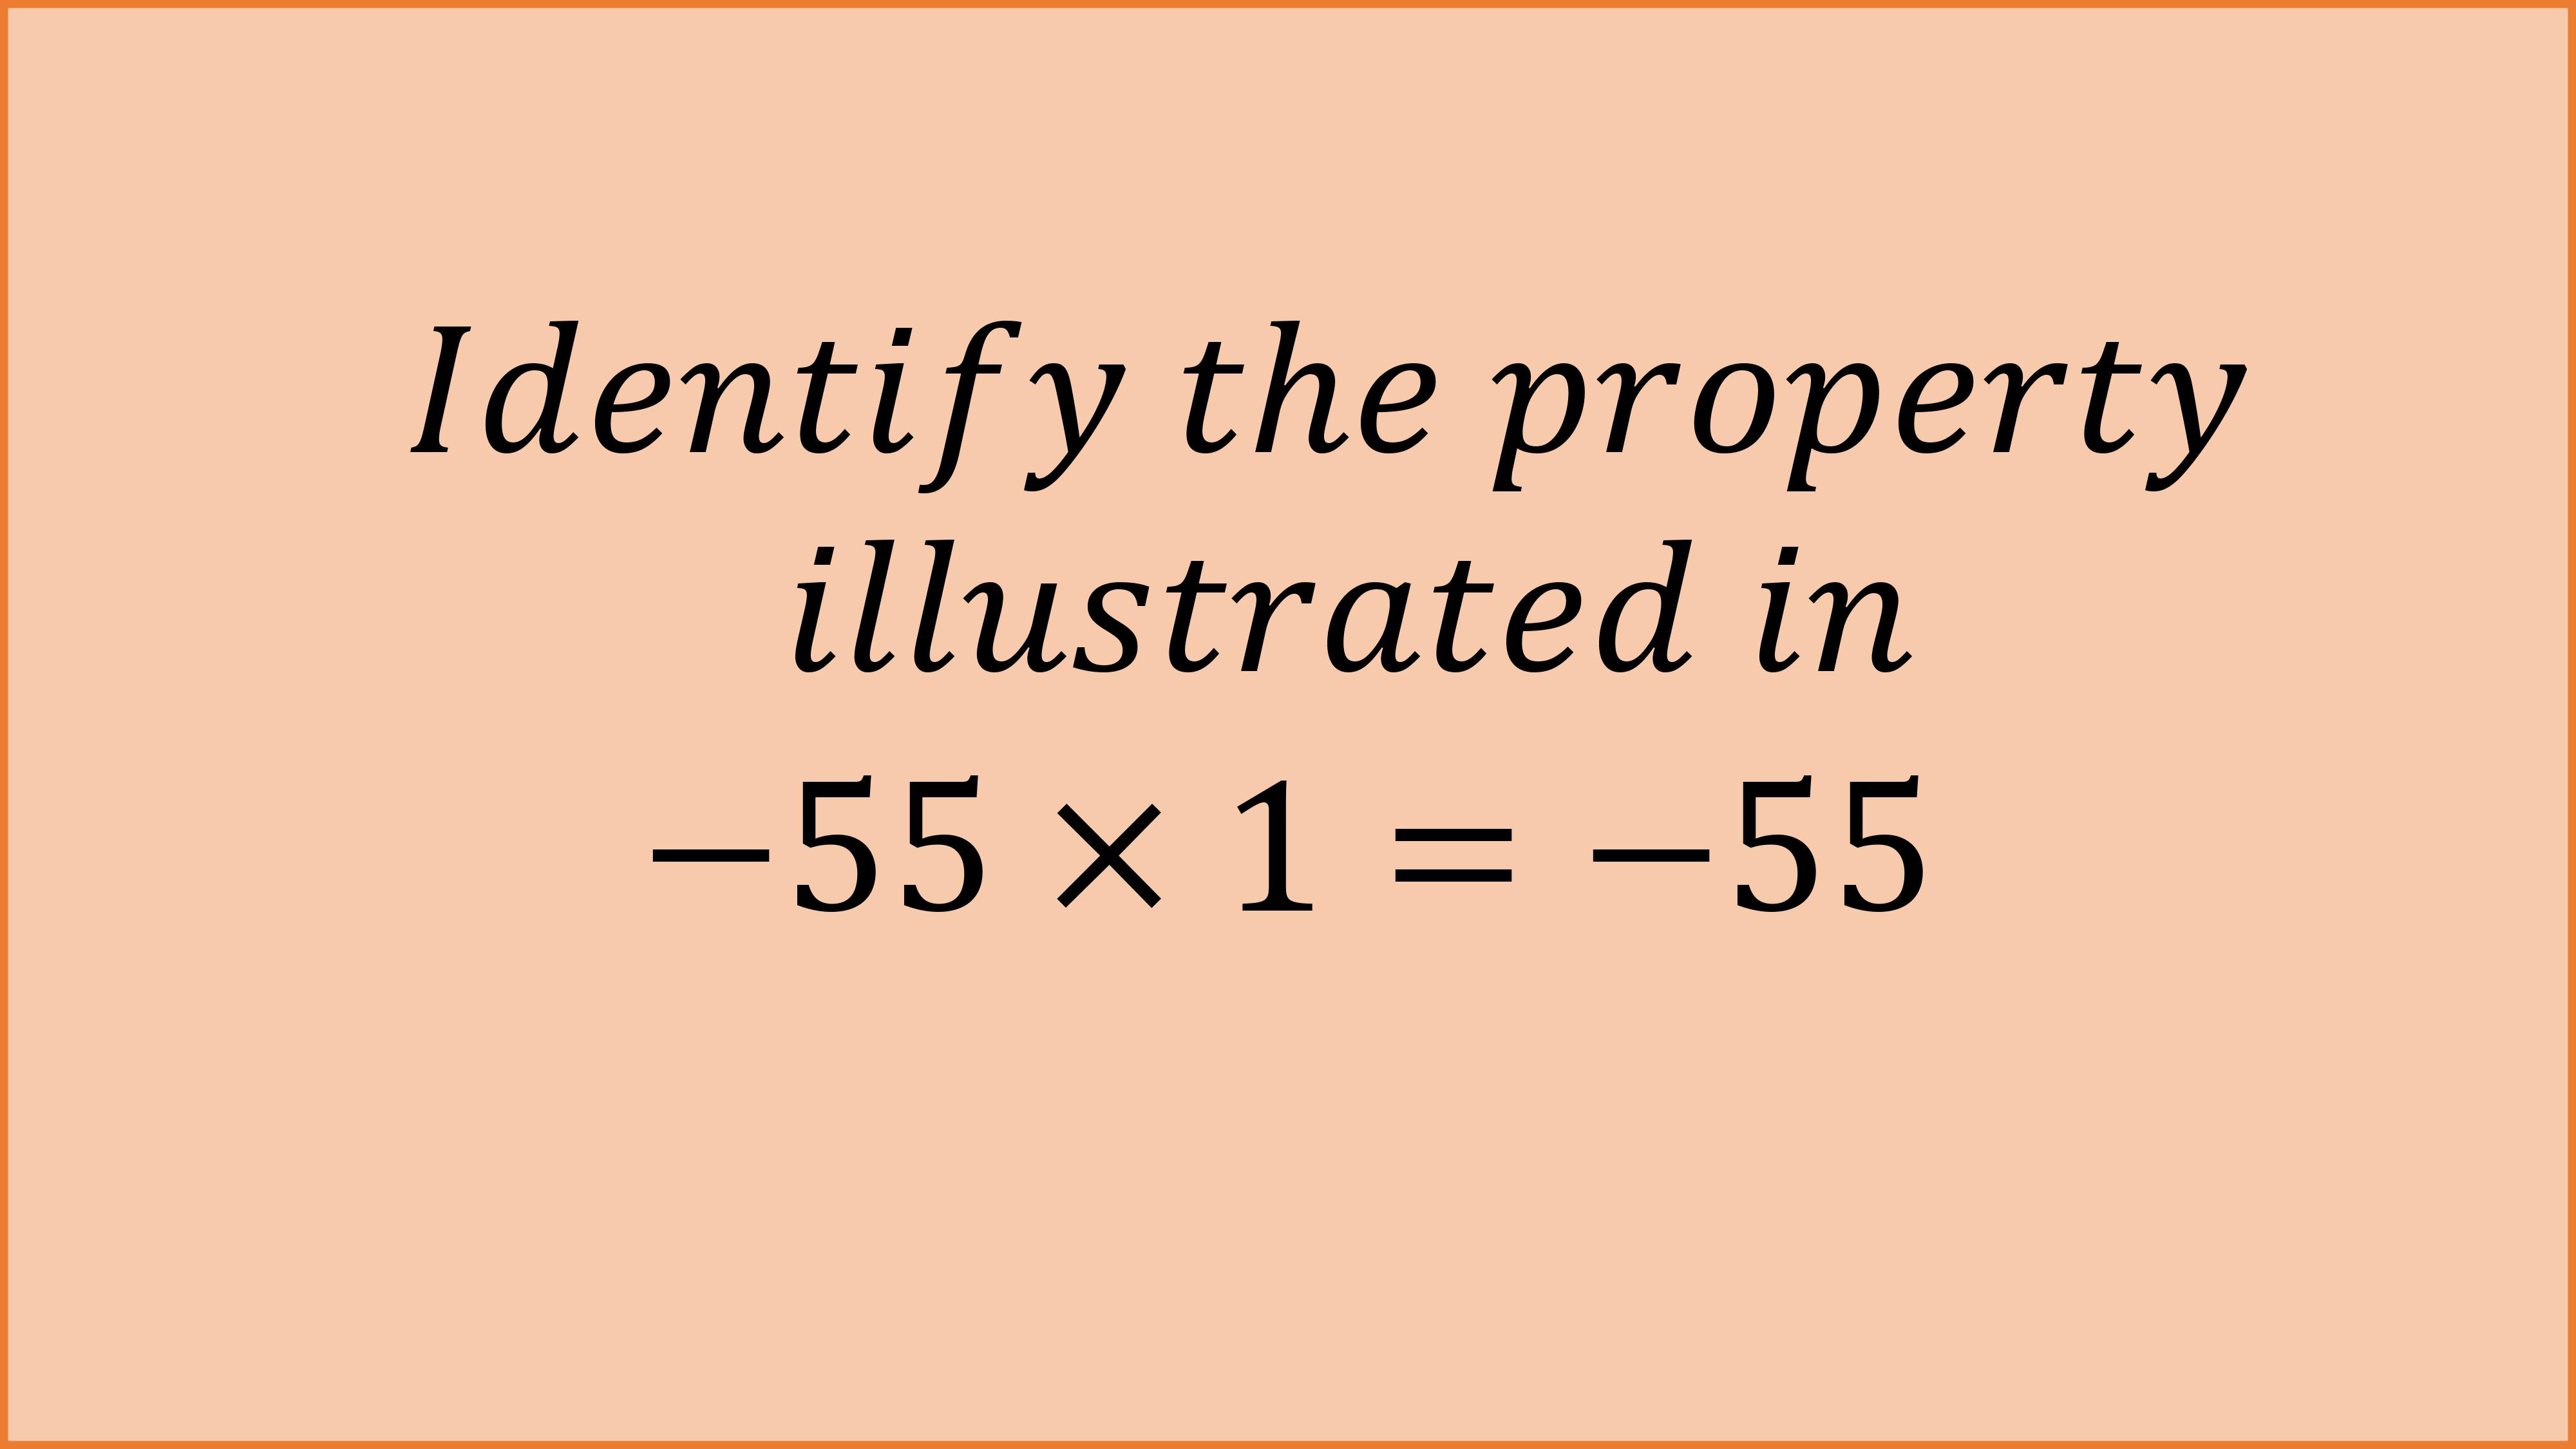 Identify the property
illustrated in
−55 × 1 = −55